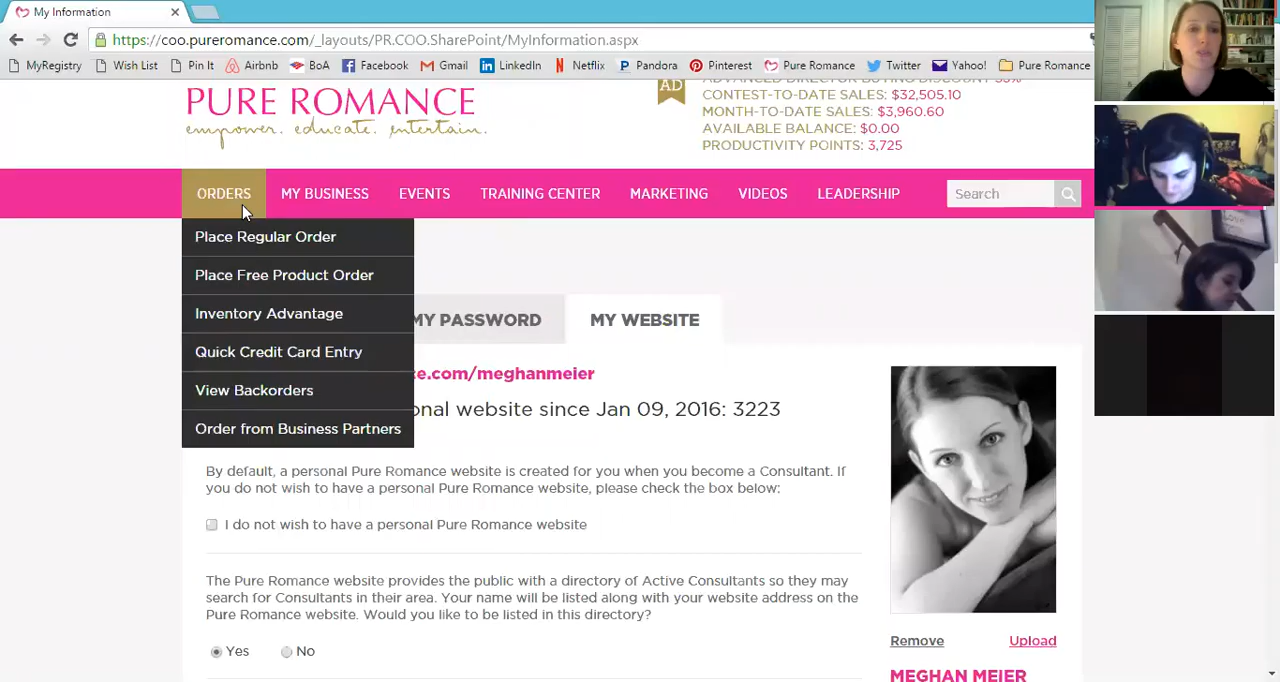 My Information
https://coo.pureromance.com/_layouts/PR.COO.SharePoint/MyInformation.aspx
MyRegistry Wish List Pin It Airbnb BoA Facebook Gmail LinkedIn Netflix Pandora Pinterest Pure Romance Twitter Yahoo! Pure Romance
PURE ROMANCE
empower. educate. entertain.
AD
ADVANCED DIRECTOR BUYING DISCOUNT
CONTEST-TO-DATE SALES: $32,505.10
MONTH-TO-DATE SALES: $3,960.60
AVAILABLE BALANCE: $0.00
PRODUCTIVITY POINTS: 3,725
ORDERS MY BUSINESS EVENTS TRAINING CENTER MARKETING VIDEOS LEADERSHIP Search
Place Regular Order
Place Free Product Order
Inventory Advantage
Quick Credit Card Entry
View Backorders
Order from Business Partners
MY PASSWORD MY WEBSITE
ce.com/meghanmeier
onal website since Jan 09, 2016: 3223
By default, a personal Pure Romance website is created for you when you become a Consultant. If
you do not wish to have a personal Pure Romance website, please check the box below:
I do not wish to have a personal Pure Romance website
The Pure Romance website provides the public with a directory of Active Consultants so they may
search for Consultants in their area. Your name will be listed along with your website address on the
Pure Romance website. Would you like to be listed in this directory?
Yes No
Remove Upload
MEGHAN MEIER